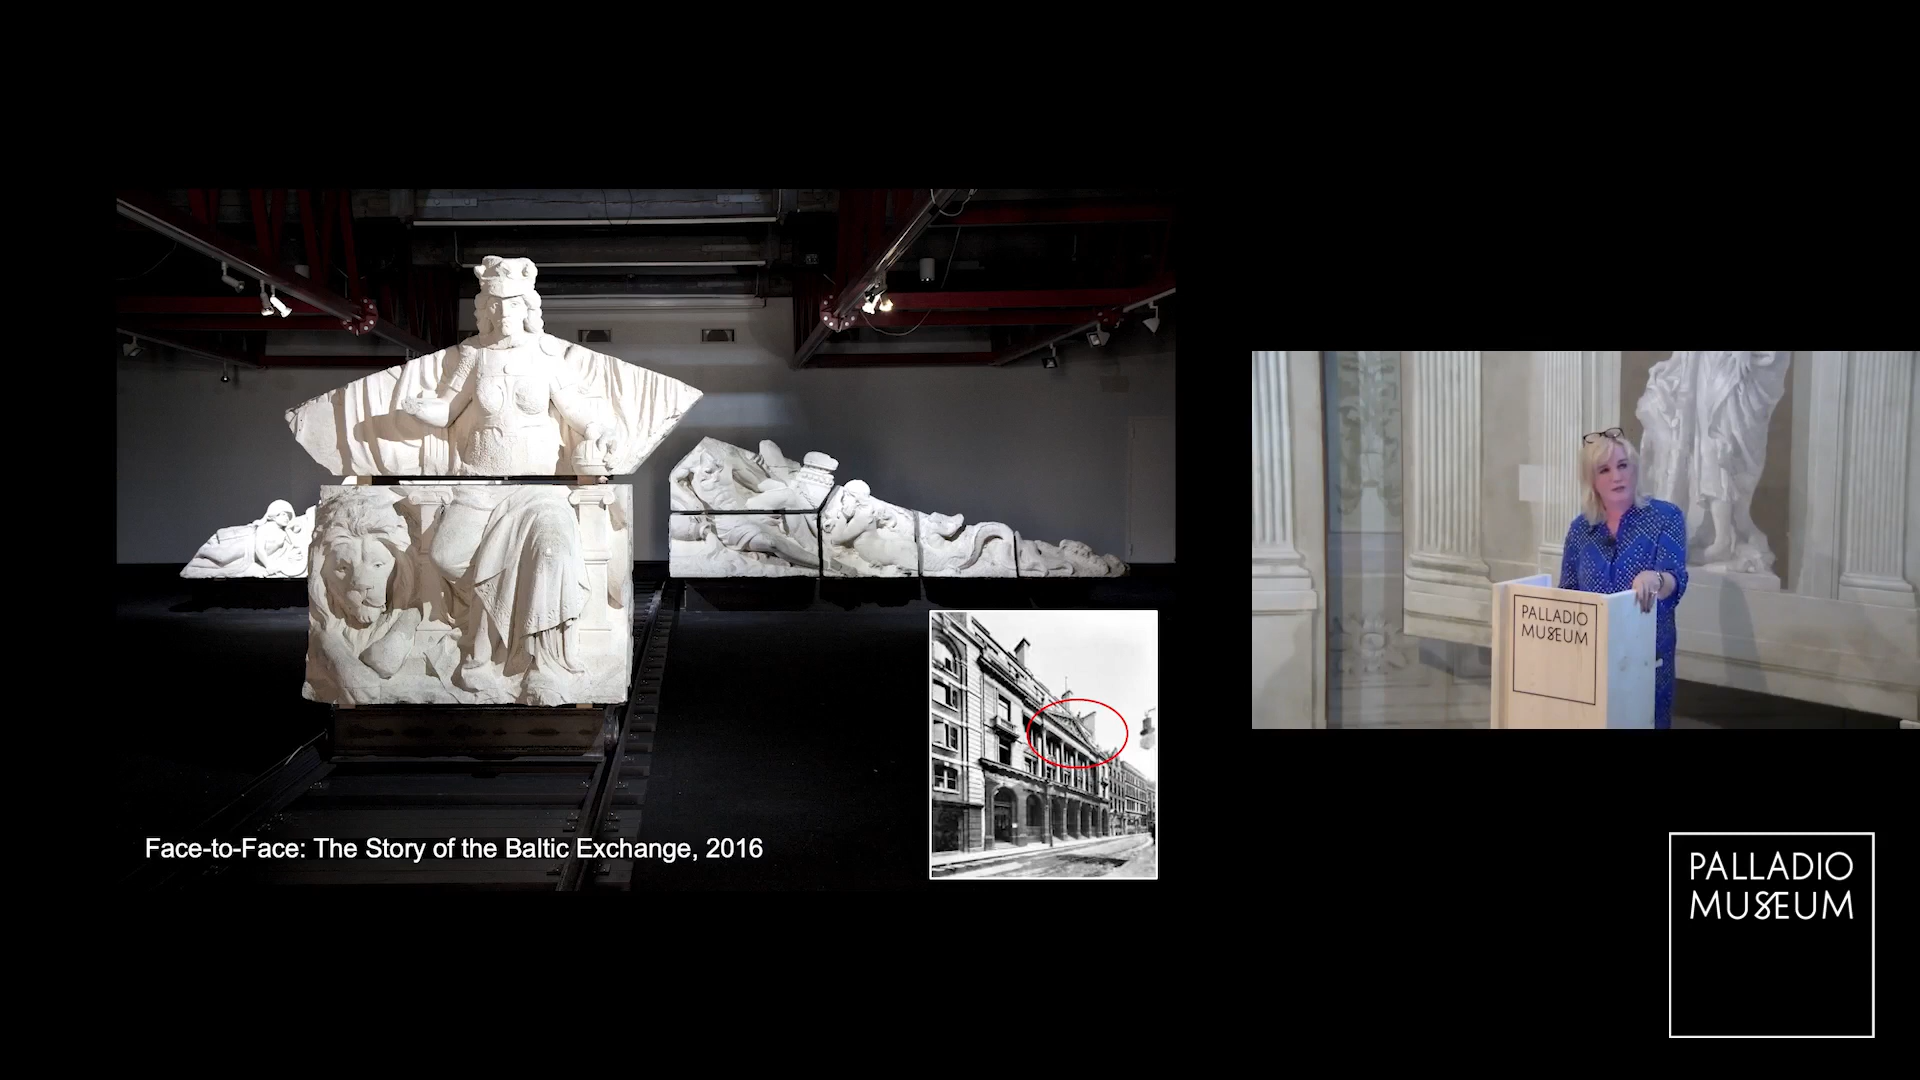 Face-to-Face: The Story of the Baltic Exchange, 2016
PALLADIO
MUSEUM
PALLADIO
MUSEUM